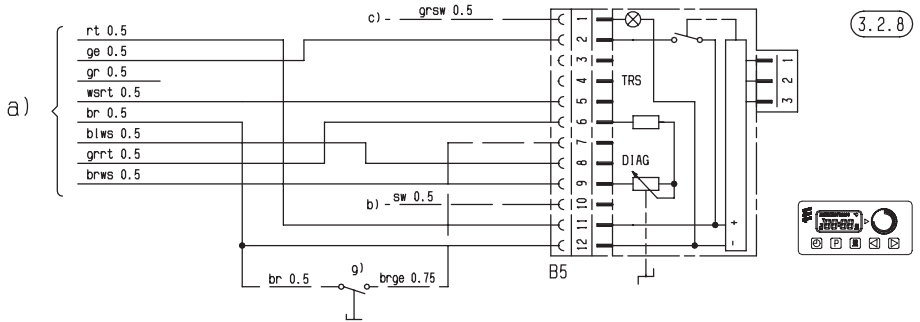 c)
grsw 0.5
3.2.8
rt 0.5
ge 0.5
gr 0.5
wsrt 0.5
br 0.5
blws 0.5
grrt 0.5
brws 0.5
a)
b)
sw 0.5
1
2
3
4
5
6
7
8
9
10
11
12
TRS
DIAG
+
-
1
2
3
B5
br 0.5
g)
brge 0.75
P